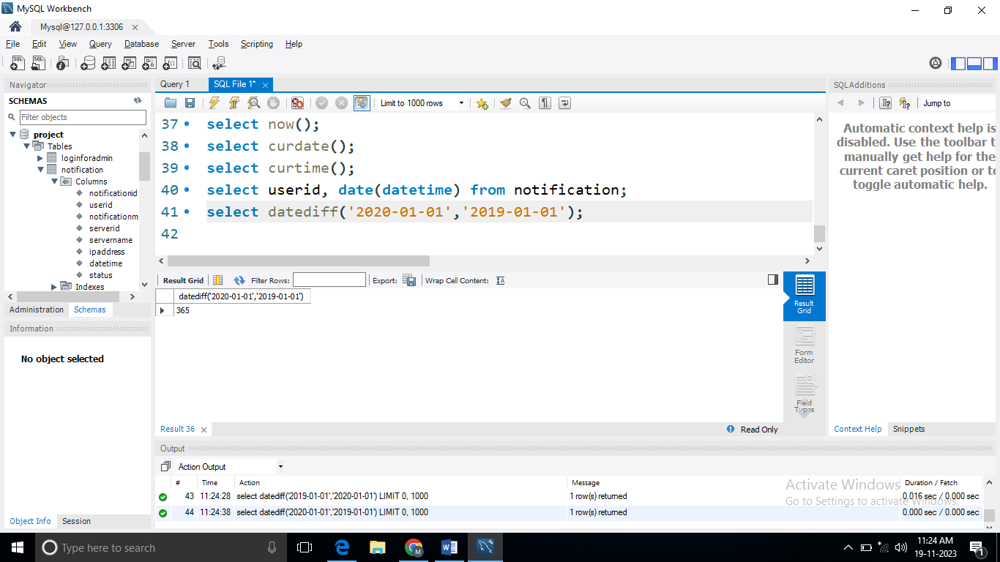 MySQL Workbench
Mysql@127.0.0.1:3306
File Edit View Query Database Server Tools Scripting Help
Navigator
SCHEMAS
Filter objects
project
Tables
loginforadmin
notification
Columns
notificationid
userid
notificationm
serverid
servername
ipaddress
datetime
status
Indexes
Administration Schemas
Information
No object selected
Object Info Session
Query 1 SQL File 1*
Limit to 1000 rows
37 select now();
38 select curdate();
39 select curtime();
40 select userid, date(datetime) from notification;
41 select datediff('2020-01-01','2019-01-01');
42
Result Grid Filter Rows: Export: Wrap Cell Content:
datediff('2020-01-01','2019-01-01')
365
Result Grid
Form Editor
Field Types
Result 36 Read Only
SQLAdditions
Jump to
Automatic context help is
disabled. Use the toolbar t
manually get help for the
current caret position or to
toggle automatic help.
Context Help Snippets
Output
Action Output
# Time Action Message Duration / Fetch
43 11:24:28 select datediff('2019-01-01','2020-01-01') LIMIT 0, 1000 1 row(s) returned 0.016 sec / 0.000 sec
44 11:24:38 select datediff('2020-01-01','2019-01-01') LIMIT 0, 1000 1 row(s) returned 0.000 sec / 0.000 sec
Activate Windows
Go to Settings to activate Windows.
Type here to search
11:24 AM
19-11-2023
1